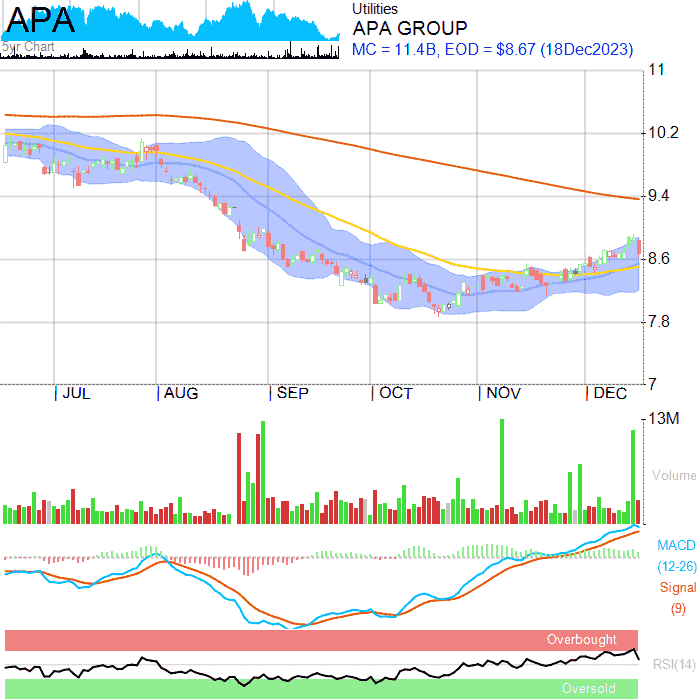 APA
5yr Chart
Utilities
APA GROUP
MC = 11.4B, EOD = $8.67 (18Dec2023)
11
10.2
9.4
8.6
7.8
7
JUL AUG SEP OCT NOV DEC
13M
Volume
MACD
(12-26)
Signal
(9)
Overbought
RSI(14)
Oversold